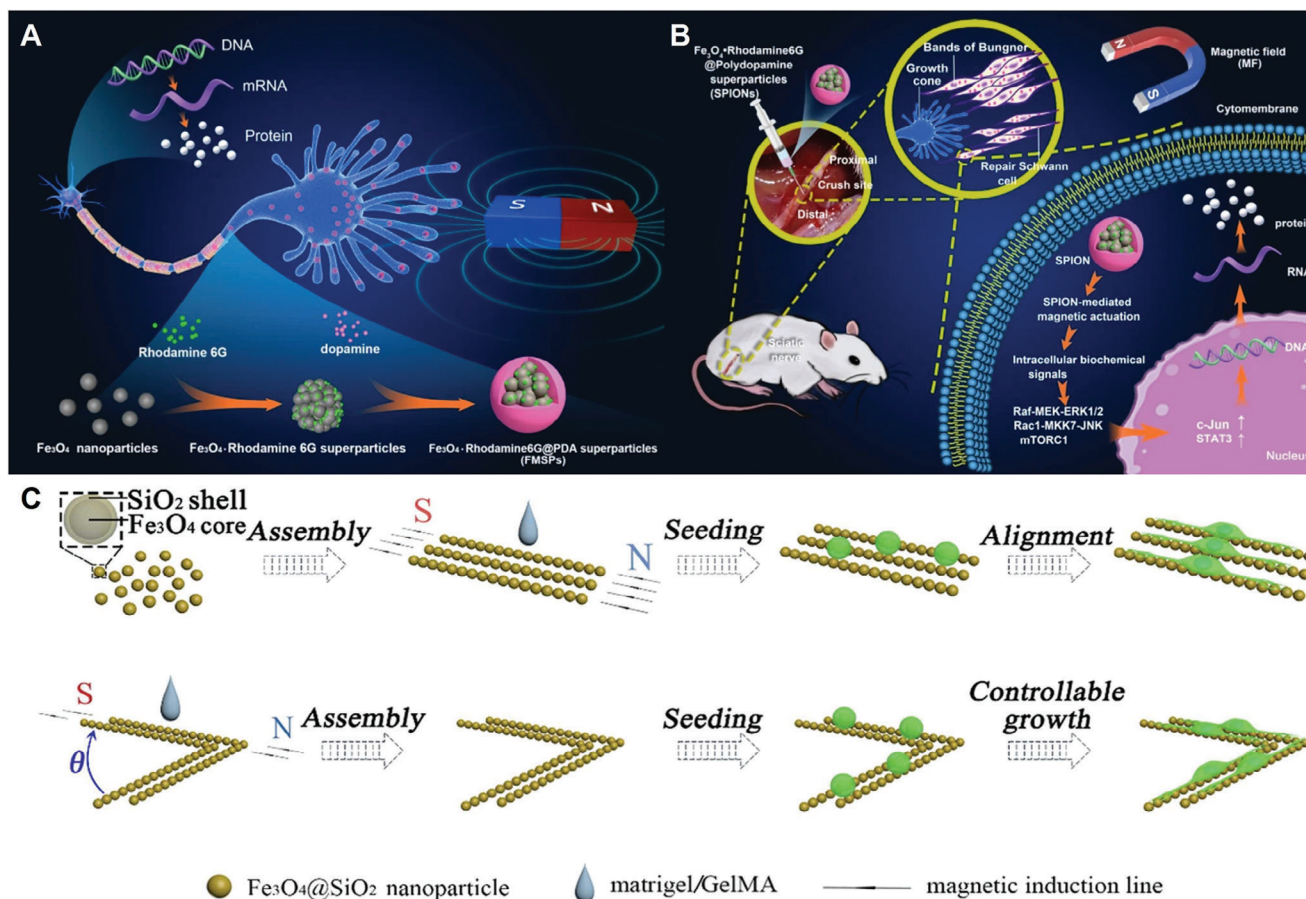 A
DNA
mRNA
Protein
S
N
Rhodamine 6G
dopamine
Fe₃O₄ nanoparticles
Fe₃O₄·Rhodamine 6G superparticles
Fe₃O₄·Rhodamine6G@PDA superparticles
(FMSPs)
B
Fe₃O₄•Rhodamine6G
@Polydopamine
superparticles
(SPIONs)
Bands of Bungner
Growth
cone
Repair Schwann
cell
Proximal
Crush site
Distal
N
S
Magnetic field
(MF)
Cytomembrane
Sciatic
nerve
SPION
SPION-mediated
magnetic actuation
Intracellular biochemical
signals
Raf-MEK-ERK1/2
Rac1-MKK7-JNK
mTORC1
protein
RNA
DNA
c-Jun ↑
STAT3 ↑
Nucleus
C
SiO₂ shell
Fe₃O₄ core
Assembly
S
N
Seeding
Alignment
S
N
θ
Assembly
Seeding
Controllable
growth
Fe₃O₄@SiO₂ nanoparticle
matrigel/GelMA
magnetic induction line